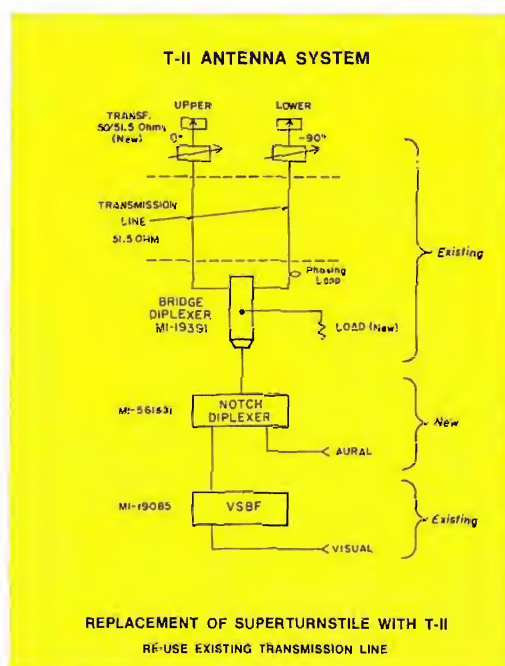 T-II ANTENNA SYSTEM
UPPER
LOWER
TRANSF.
50/51.5 Ohms
(New)
0°
-90°
TRANSMISSION
LINE
51.5 OHM
Existing
Phasing
Loop
BRIDGE
DIPLEXER
MI-19391
LOAD (New)
MI-561531
NOTCH
DIPLEXER
New
AURAL
MI-19085
VSBF
Existing
VISUAL
REPLACEMENT OF SUPERTURNSTILE WITH T-II
RE-USE EXISTING TRANSMISSION LINE